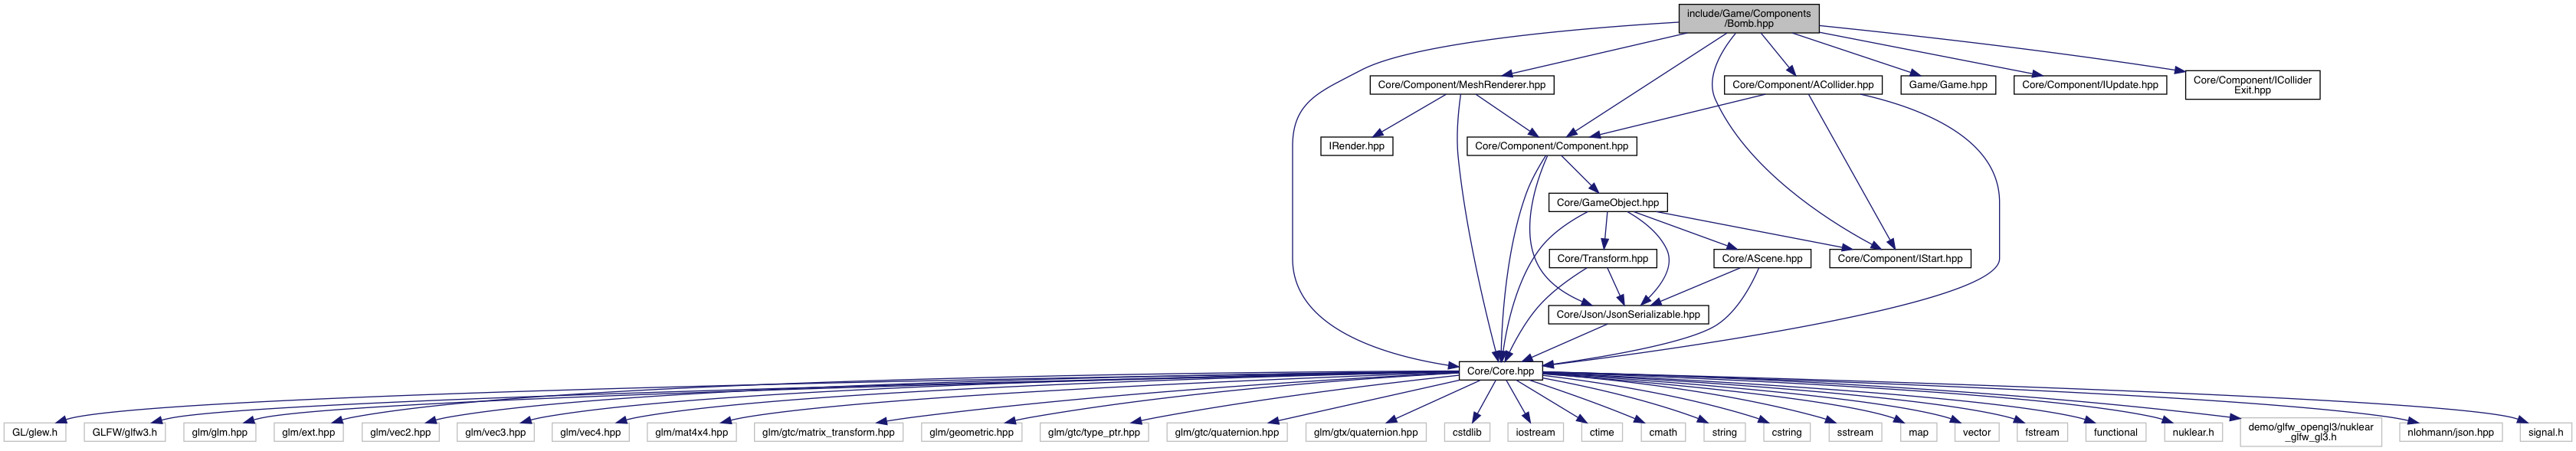 include/Game/Components
/Bomb.hpp
Core/Component/MeshRenderer.hpp
Core/Component/ACollider.hpp
Game/Game.hpp
Core/Component/IUpdate.hpp
Core/Component/ICollider
Exit.hpp
IRender.hpp
Core/Component/Component.hpp
Core/GameObject.hpp
Core/Transform.hpp
Core/AScene.hpp
Core/Component/IStart.hpp
Core/Json/JsonSerializable.hpp
Core/Core.hpp
GL/glew.h
GLFW/glfw3.h
glm/glm.hpp
glm/ext.hpp
glm/vec2.hpp
glm/vec3.hpp
glm/vec4.hpp
glm/mat4x4.hpp
glm/gtc/matrix_transform.hpp
glm/geometric.hpp
glm/gtc/type_ptr.hpp
glm/gtc/quaternion.hpp
glm/gtx/quaternion.hpp
cstdlib
iostream
ctime
cmath
string
cstring
sstream
map
vector
fstream
functional
nuklear.h
demo/glfw_opengl3/nuklear
_glfw_gl3.h
nlohmann/json.hpp
signal.h